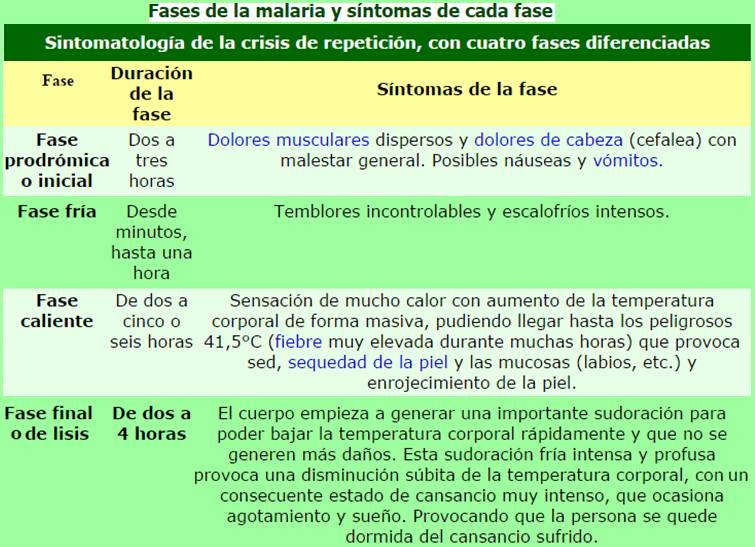 Fases de la malaria y síntomas de cada fase
Sintomatología de la crisis de repetición, con cuatro fases diferenciadas
Fase
Duración
de la
fase
Síntomas de la fase
Fase
prodrómica
o inicial
Dos a
tres
horas
Dolores musculares dispersos y dolores de cabeza (cefalea) con
malestar general. Posibles náuseas y vómitos.
Fase fría
Desde
minutos,
hasta una
hora
Temblores incontrolables y escalofríos intensos.
Fase
caliente
De dos a
cinco o
seis horas
Sensación de mucho calor con aumento de la temperatura
corporal de forma masiva, pudiendo llegar hasta los peligrosos
41,5ºC (fiebre muy elevada durante muchas horas) que provoca
sed, sequedad de la piel y las mucosas (labios, etc.) y
enrojecimiento de la piel.
Fase final
o de lisis
De dos a
4 horas
El cuerpo empieza a generar una importante sudoración para
poder bajar la temperatura corporal rápidamente y que no se
generen más daños. Esta sudoración fría intensa y profusa
provoca una disminución súbita de la temperatura corporal, con un
consecuente estado de cansancio muy intenso, que ocasiona
agotamiento y sueño. Provocando que la persona se quede
dormida del cansancio sufrido.